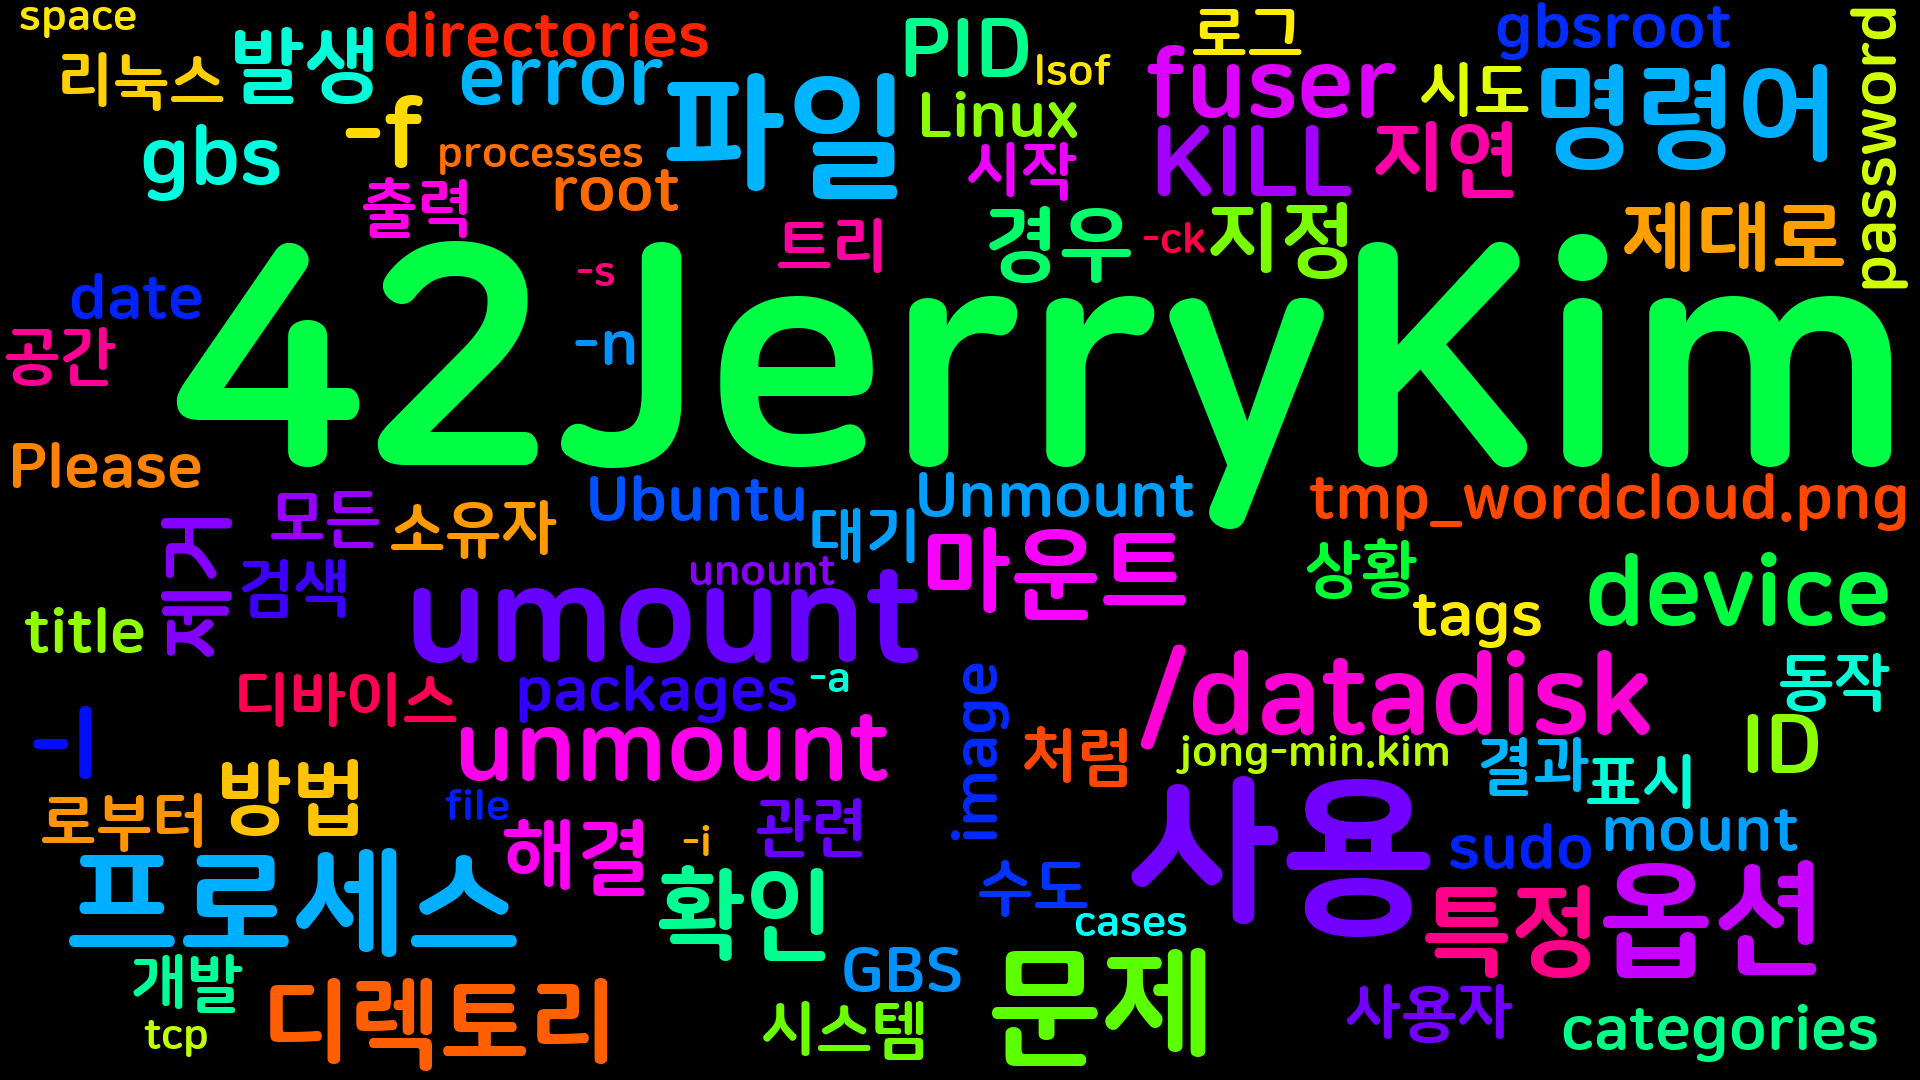 space
directories
PID
로그
gbsroot
password
리눅스
발생
error
파일
lsof
fuser
시도
명령어
-f
Linux
gbs
processes
시작
KILL
지연
출력
root
트리
경우
-ck
지정
제대로
date
-s
42JerryKim
공간
-n
Please
모든
소유자
Ubuntu
대기
Unmount
tmp_wordcloud.png
제거
검색
unount
마운트
상황
device
title
umount
tags
디바이스
packages
-a
image
/datadisk
동작
-l
unmount
처럼
jong-min.kim
결과
표시
ID
로부터
방법
file
해결
-i
관련
사용
sudo
mount
프로세스
확인
수도
cases
특정
옵션
개발
GBS
tcp
디렉토리
시스템
문제
사용자
categories